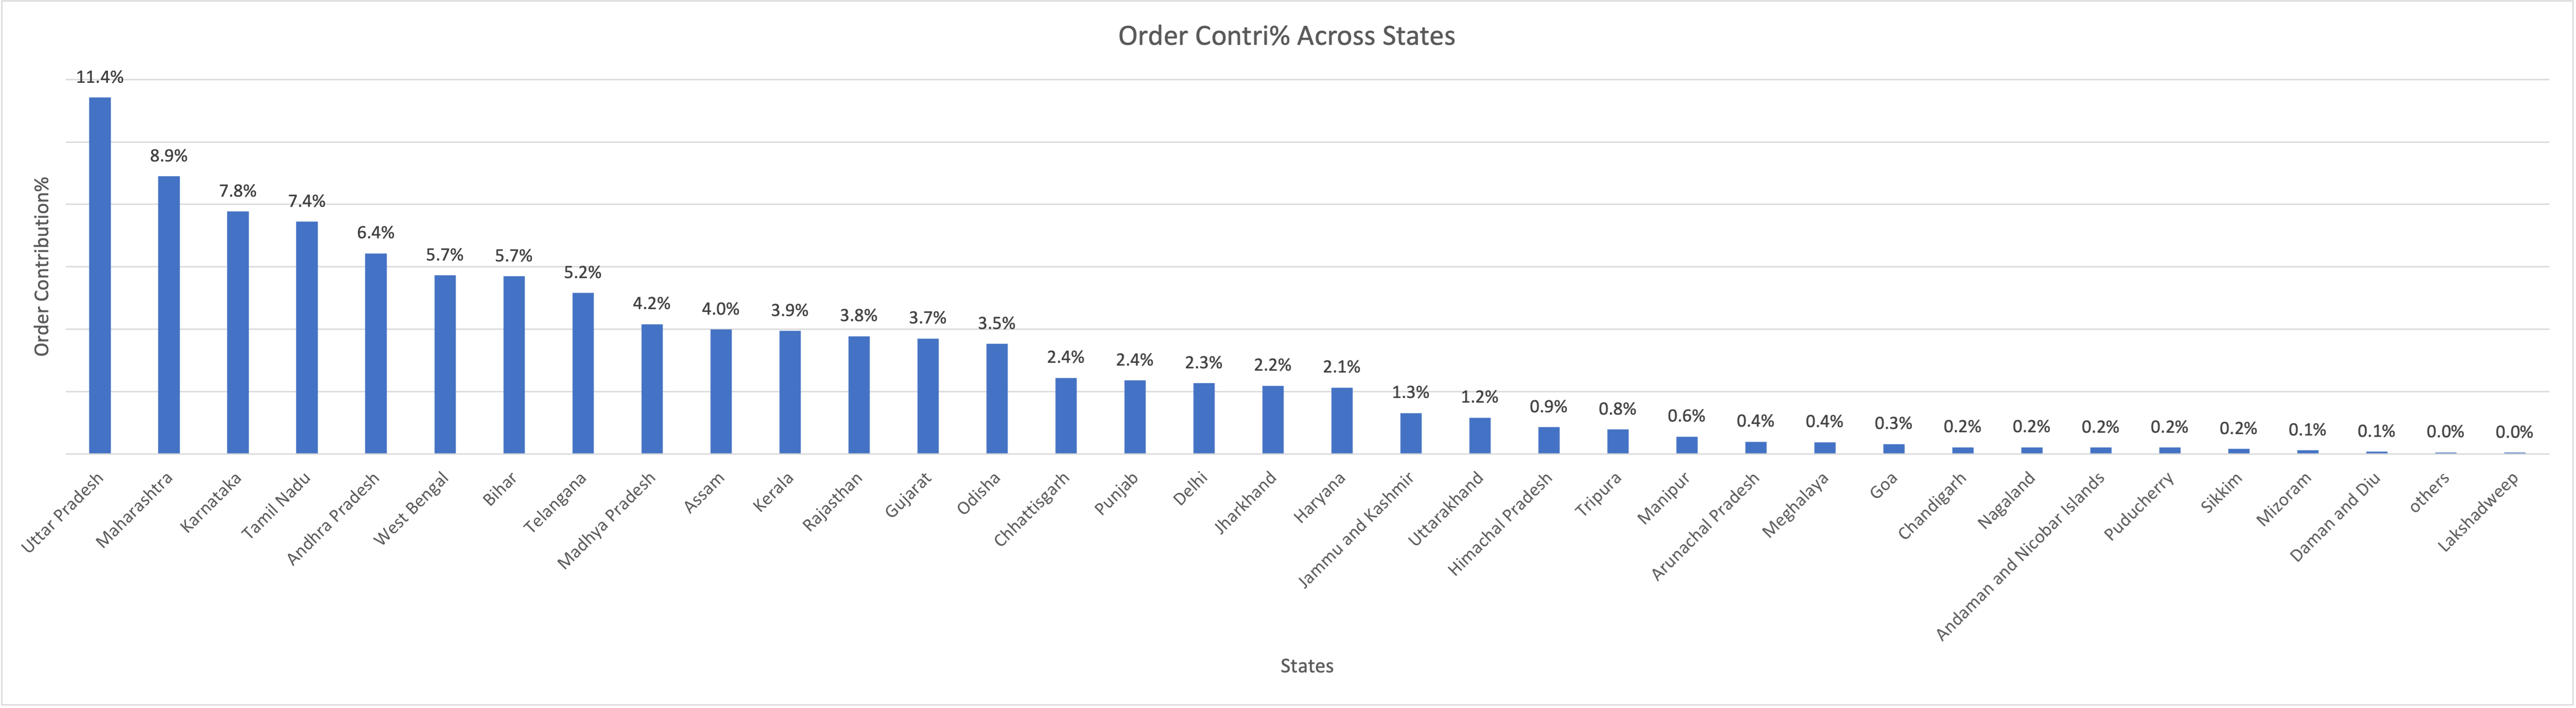 Order Contri% Across States
Order Contribution%
11.4%
8.9%
7.8%
7.4%
6.4%
5.7%
5.7%
5.2%
4.2%
4.0%
3.9%
3.8%
3.7%
3.5%
2.4%
2.4%
2.3%
2.2%
2.1%
1.3%
1.2%
0.9%
0.8%
0.6%
0.4%
0.4%
0.3%
0.2%
0.2%
0.2%
0.2%
0.2%
0.1%
0.1%
0.0%
0.0%
Uttar Pradesh
Maharashtra
Karnataka
Tamil Nadu
Andhra Pradesh
West Bengal
Bihar
Telangana
Madhya Pradesh
Assam
Kerala
Rajasthan
Gujarat
Odisha
Chhattisgarh
Punjab
Delhi
Jharkhand
Haryana
Jammu and Kashmir
Uttarakhand
Himachal Pradesh
Tripura
Manipur
Arunachal Pradesh
Meghalaya
Goa
Chandigarh
Nagaland
Andaman and Nicobar Islands
Puducherry
Sikkim
Mizoram
Daman and Diu
others
Lakshadweep
States